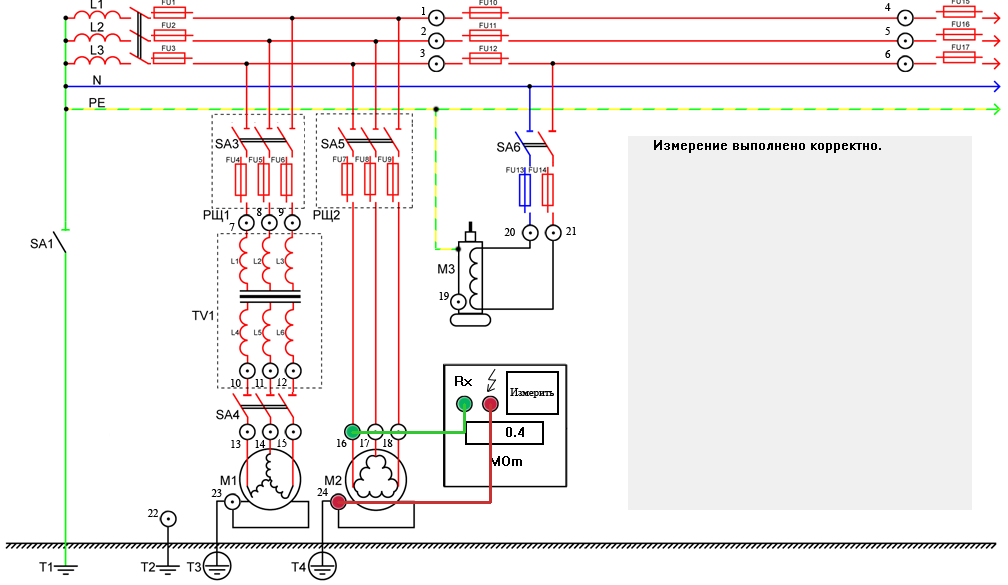 L1
FU1
1
FU10
4
FU15
L2
FU2
2
FU11
5
FU16
L3
FU3
3
FU12
6
FU17
N
PE
SA3
SA5
SA6
Измерение выполнено корректно.
FU4
FU5
FU6
FU7
FU8
FU9
FU13
FU14
РЩ1
РЩ2
7
8
9
20
21
SA1
L1
L2
L3
M3
19
TV1
L4
L5
L6
10
11
12
Rx
Измерить
SA4
0.4
MOm
13
14
15
16
17
18
M1
M2
23
24
22
T1
T2
T3
T4